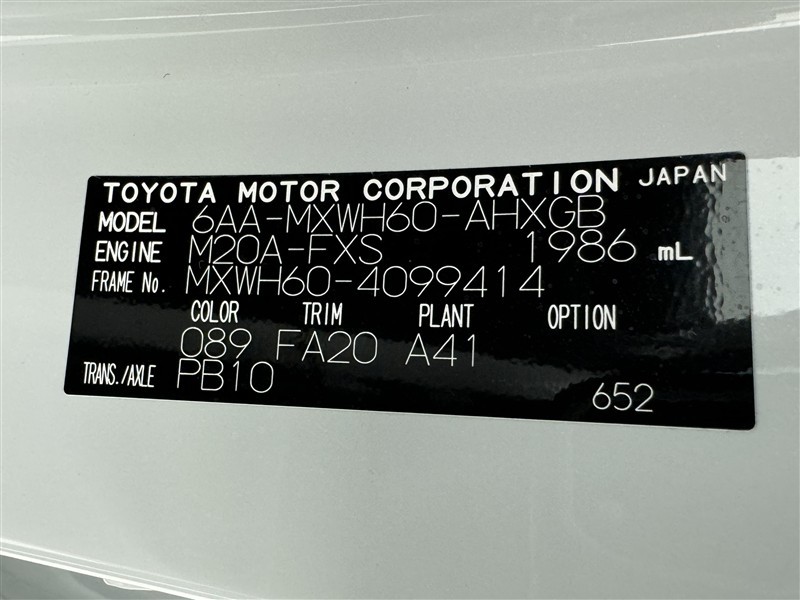 TOYOTA MOTOR CORPORATION JAPAN
MODEL 6AA-MXWH60-AHXGB
ENGINE M20A-FXS 1986 mL
FRAME No. MXWH60-4099414
COLOR TRIM PLANT OPTION
089 FA20 A41
TRANS./AXLE PB10
652